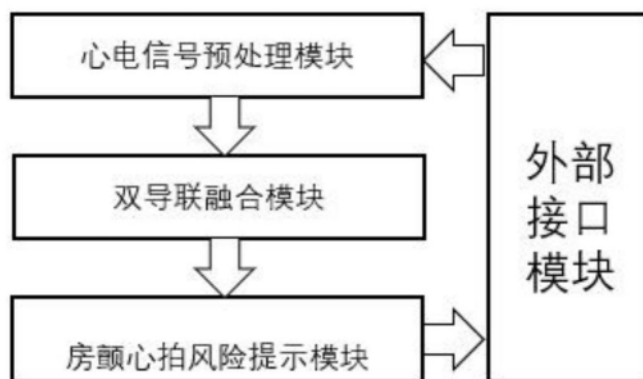 心电信号预处理模块
双导联融合模块
房颤心拍风险提示模块
外部
接口
模块